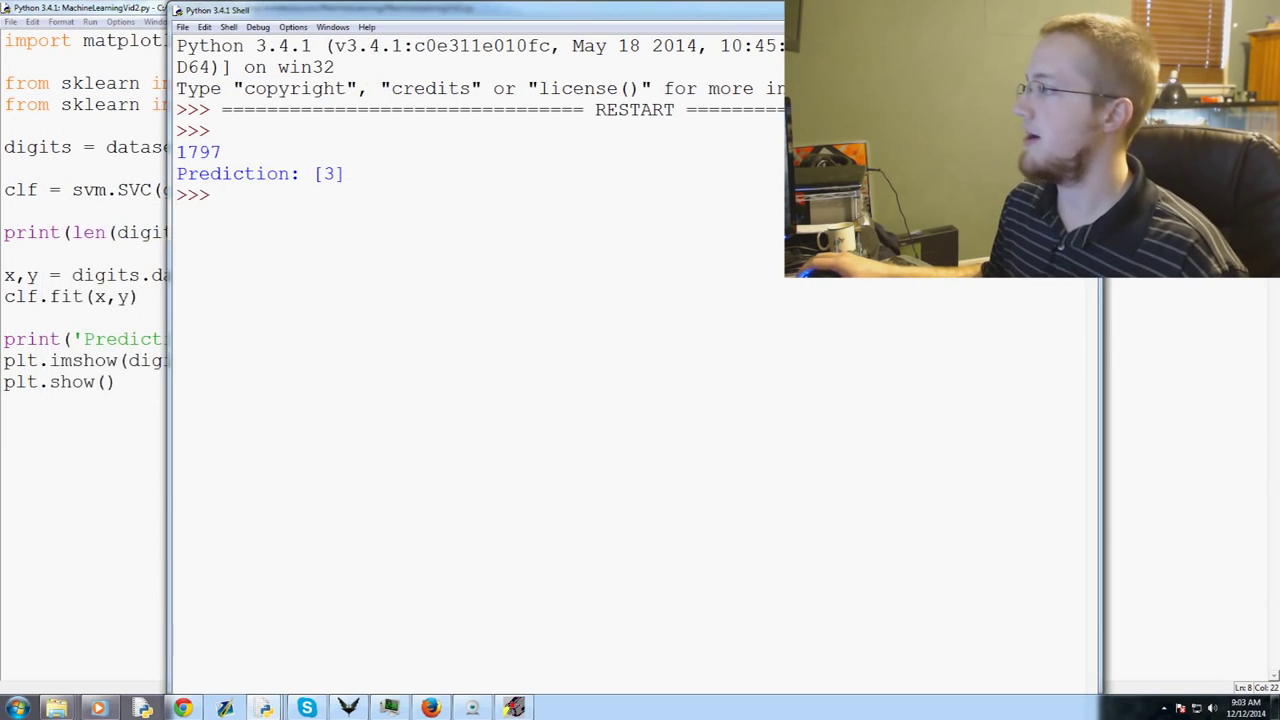 Python 3.4.1: MachineLearningVid2.py - C:
File Edit Format Run Options Windo
import matpl
from sklearn i
from sklearn i
digits = datas
clf = svm.SVC(
print(len(digit
x,y = digits.da
clf.fit(x,y)
print('Predicti
plt.imshow(digi
plt.show()
Python 3.4.1 Shell
File Edit Shell Debug Options Windows Help
Python 3.4.1 (v3.4.1:c0e311e010fc, May 18 2014, 10:45:
D64)] on win32
Type "copyright", "credits" or "license()" for more in
>>> ================================ RESTART =========
>>>
1797
Prediction: [3]
>>>
Ln: 8 Col: 22
9:03 AM
12/12/2014